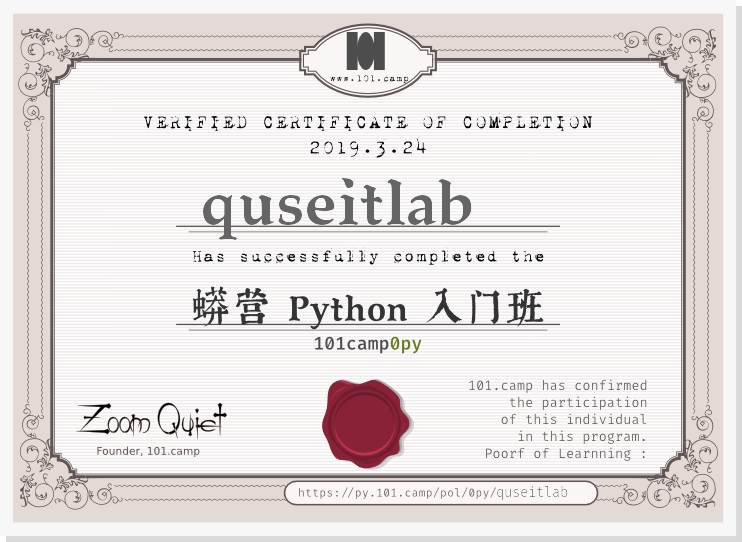 101
www.101.camp
VERIFIED CERTIFICATE OF COMPLETION
2019.3.24
quseitlab
Has successfully completed the
蟒营 Python 入门班
101camp0py
101.camp has confirmed
the participation
of this individual
in this program.
Poorf of Learnning :
Zoom Quiet
Founder, 101.camp
https://py.101.camp/pol/0py/quseitlab